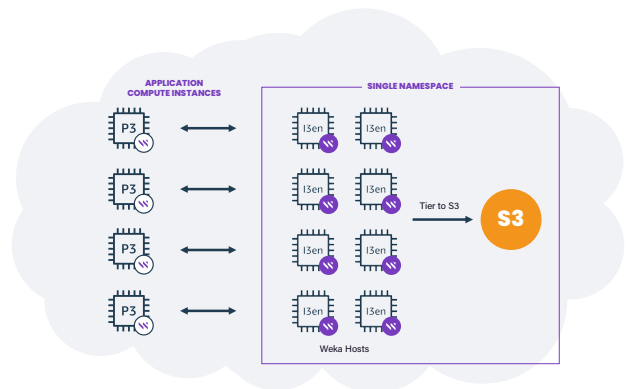 APPLICATION
COMPUTE INSTANCES
SINGLE NAMESPACE
P3
I3en
I3en
P3
I3en
I3en
Tier to S3
S3
P3
I3en
I3en
P3
I3en
I3en
Weka Hosts